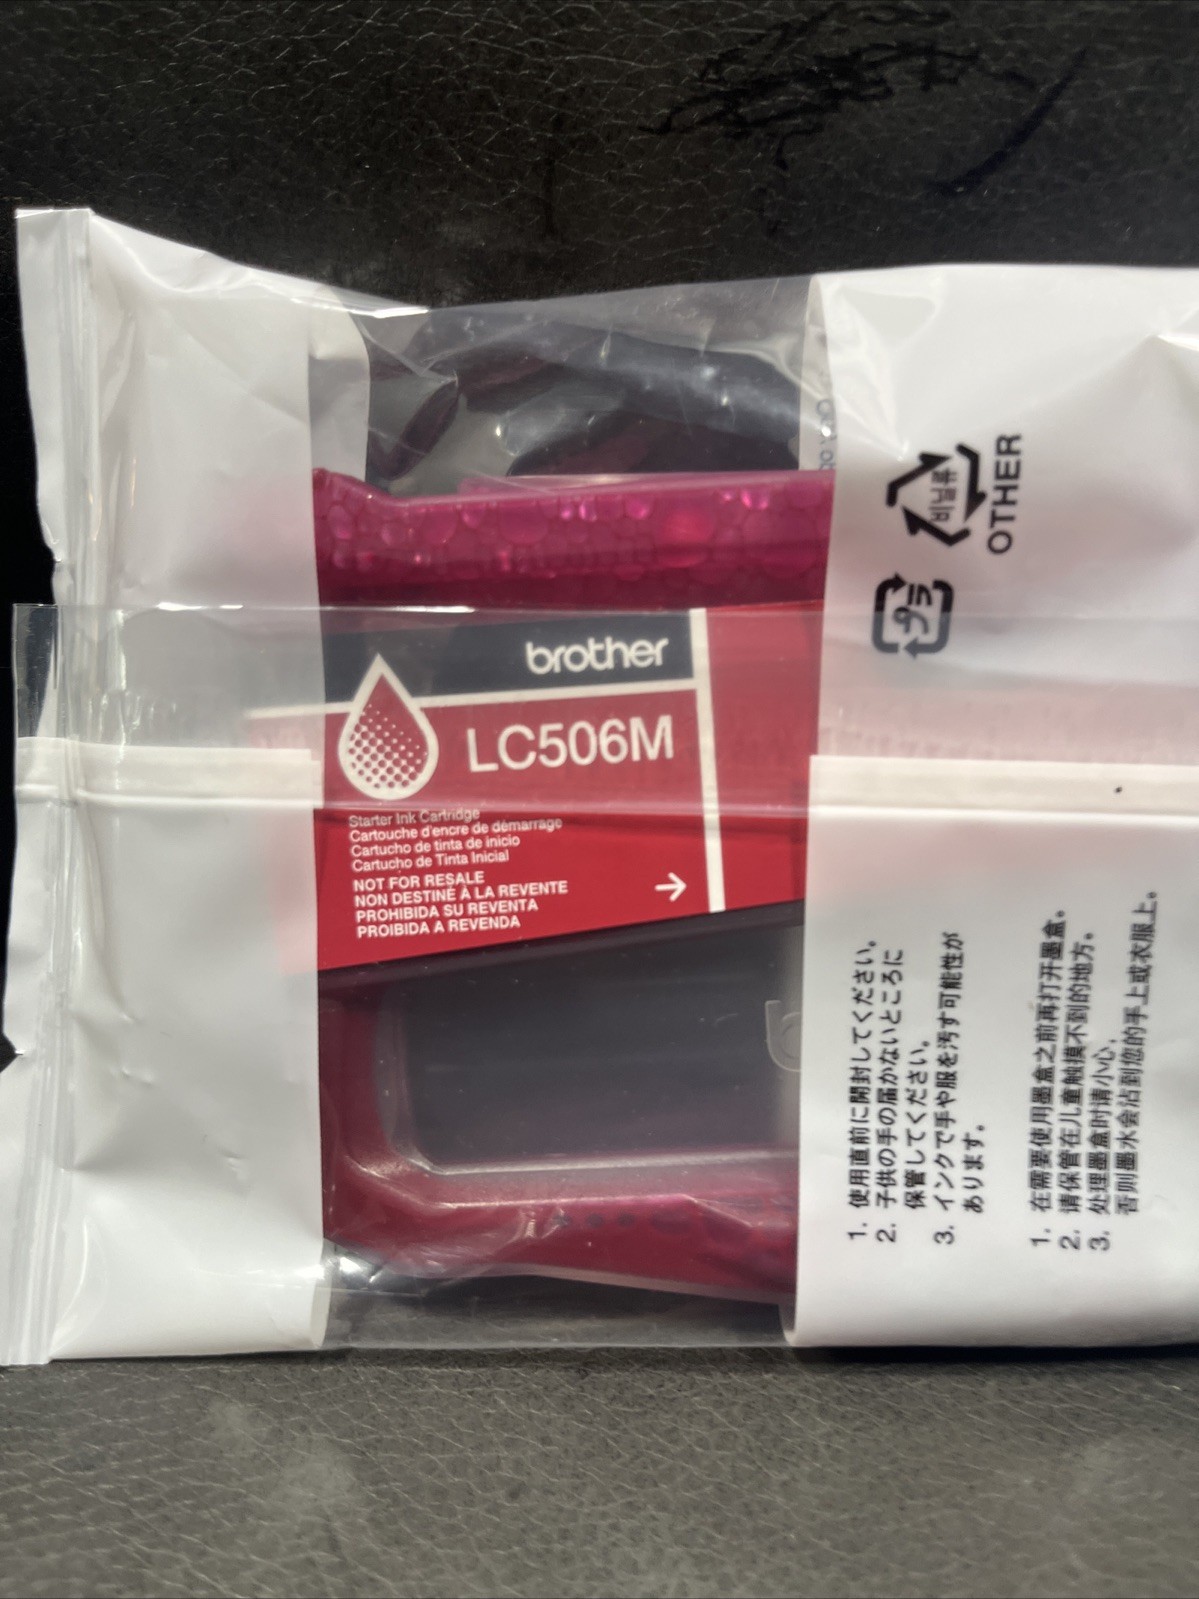 brother
LC506M
Starter Ink Cartridge
Cartouche d'encre de démarrage
Cartucho de tinta de inicio
Cartucho de Tinta Inicial
NOT FOR RESALE
NON DESTINÉ À LA REVENTE
PROHIBIDA SU REVENTA
PROIBIDA A REVENDA
비닐류
OTHER
プラ
1. 使用直前に開封してください。
2. 子供の手の届かないところに
保管してください。
3. インクで手や服を汚す可能性が
あります。
1. 在需要使用墨盒之前再打开墨盒。
2. 请保管在儿童触摸不到的地方。
3. 处理墨盒时请小心,
否则墨水会沾到您的手上或衣服上。